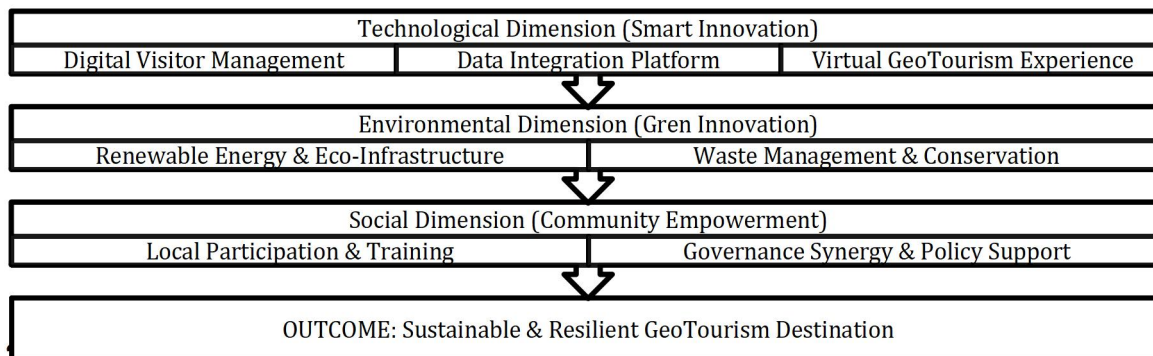 Technological Dimension (Smart Innovation)
Digital Visitor Management Data Integration Platform Virtual GeoTourism Experience
Environmental Dimension (Gren Innovation)
Renewable Energy & Eco-Infrastructure Waste Management & Conservation
Social Dimension (Community Empowerment)
Local Participation & Training Governance Synergy & Policy Support
OUTCOME: Sustainable & Resilient GeoTourism Destination